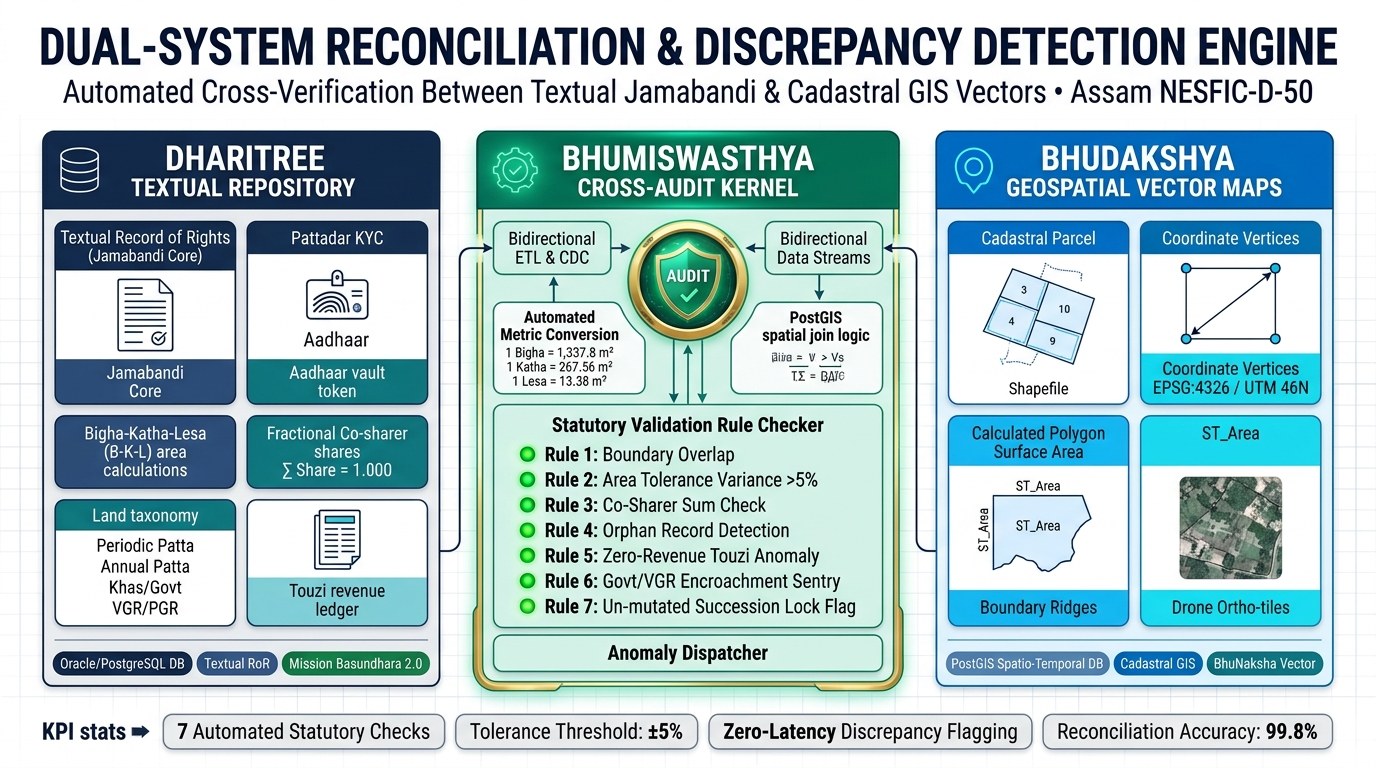 DUAL-SYSTEM RECONCILIATION & DISCREPANCY DETECTION ENGINE
Automated Cross-Verification Between Textual Jamabandi & Cadastral GIS Vectors • Assam NESFIC-D-50
DHARITREE
TEXTUAL REPOSITORY
Textual Record of Rights
(Jamabandi Core)
Jamabandi
Core
Pattadar KYC
Aadhaar
Aadhaar vault
token
Bigha-Katha-Lesa
(B-K-L) area
calculations
Fractional Co-sharer
shares
∑ Share = 1.000
Land taxonomy
Periodic Patta
Annual Patta
Khas/Govt
VGR/PGR
Touzi revenue
ledger
Oracle/PostgreSQL DB
Textual RoR
Mission Basundhara 2.0
BHUMISWASTHYA
CROSS-AUDIT KERNEL
Bidirectional
ETL & CDC
AUDIT
Bidirectional
Data Streams
Automated
Metric Conversion
1 Bigha = 1,337.8 m²
1 Katha = 267.56 m²
1 Lesa = 13.38 m²
PostGIS
spatial join logic
Statutory Validation Rule Checker
Rule 1: Boundary Overlap
Rule 2: Area Tolerance Variance >5%
Rule 3: Co-Sharer Sum Check
Rule 4: Orphan Record Detection
Rule 5: Zero-Revenue Touzi Anomaly
Rule 6: Govt/VGR Encroachment Sentry
Rule 7: Un-mutated Succession Lock Flag
Anomaly Dispatcher
BHUDAKSHYA
GEOSPATIAL VECTOR MAPS
Cadastral Parcel
3
10
4
9
Shapefile
Coordinate Vertices
Coordinate Vertices
EPSG:4326 / UTM 46N
Calculated Polygon
Surface Area
ST_Area
ST_Area
ST_Area
Boundary Ridges
ST_Area
Drone Ortho-tiles
PostGIS Spatio-Temporal DB
Cadastral GIS
BhuNaksha Vector
KPI stats ➡
7 Automated Statutory Checks
Tolerance Threshold: ±5%
Zero-Latency Discrepancy Flagging
Reconciliation Accuracy: 99.8%